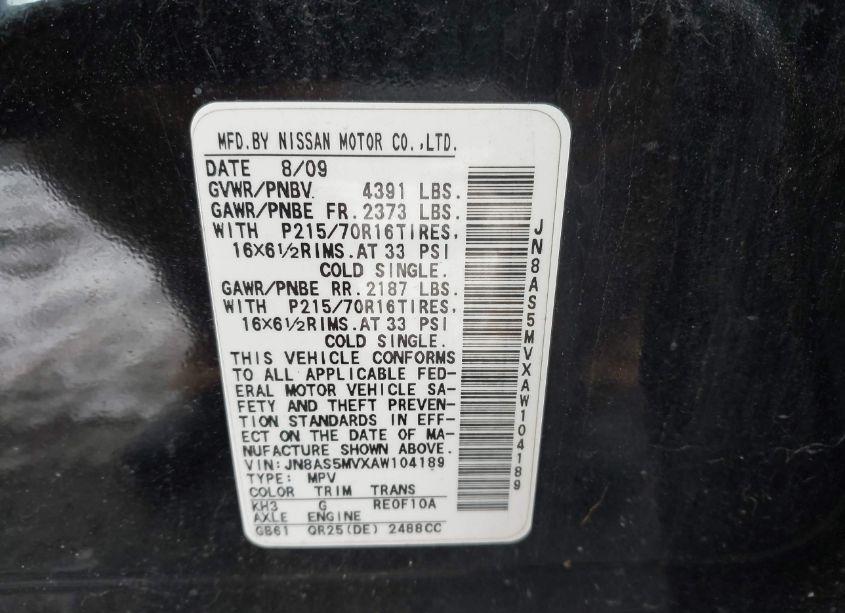 MFD.BY NISSAN MOTOR CO.,LTD.
DATE 8/09
GVWR/PNBV. 4391 LBS.
GAWR/PNBE FR. 2373 LBS.
WITH P215/70R16TIRES,
16X6½RIMS.AT 33 PSI
COLD SINGLE.
GAWR/PNBE RR. 2187 LBS.
WITH P215/70R16TIRES,
16X6½RIMS.AT 33 PSI
COLD SINGLE.
THIS VEHICLE CONFORMS
TO ALL APPLICABLE FED-
ERAL MOTOR VEHICLE SA-
FETY AND THEFT PREVEN-
TION STANDARDS IN EFF-
ECT ON THE DATE OF MA-
NUFACTURE SHOWN ABOVE.
VIN:JN8AS5MVXAW104189
TYPE: MPV
COLOR TRIM TRANS
KH3 G RE0F10A
AXLE ENGINE
GB61 QR25(DE) 2488CC
JN8AS5MVXAW104189